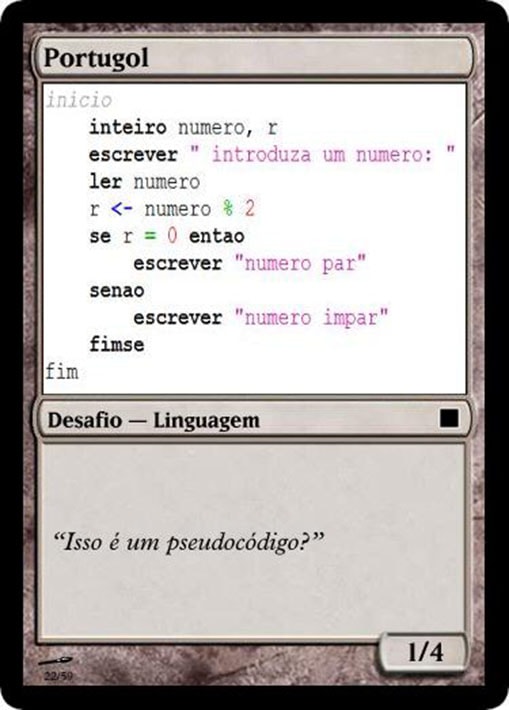 Portugol
inicio
inteiro numero, r
escrever " introduza um numero: "
ler numero
r <- numero % 2
se r = 0 entao
escrever "numero par"
senao
escrever "numero impar"
fimse
fim
Desafio — Linguagem
“Isso é um pseudocódigo?”
1/4
22/50